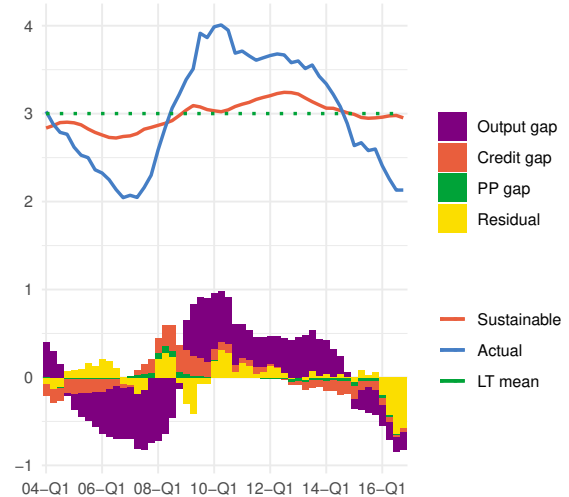 4
3
2
1
0
−1
04−Q1 06−Q1 08−Q1 10−Q1 12−Q1 14−Q1 16−Q1
Output gap
Credit gap
PP gap
Residual
Sustainable
Actual
LT mean